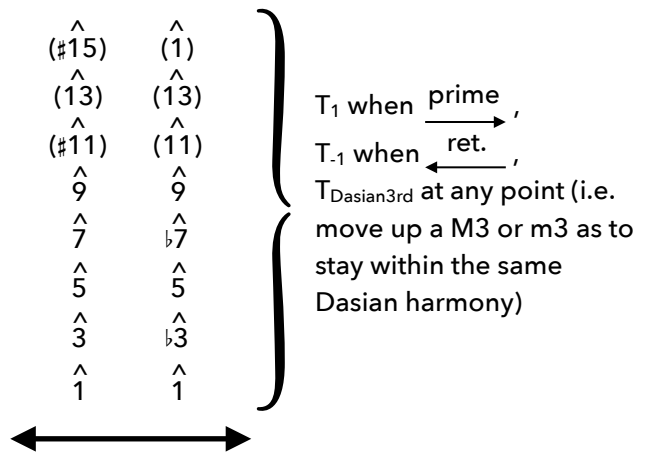 (♯1̂5) (1̂)
(1̂3) (1̂3)
(♯1̂1) (1̂1)
9̂ 9̂
7̂ ♭7̂
5̂ 5̂
3̂ ♭3̂
1̂ 1̂
T₁ when prime ,
T₋₁ when ret. ,
T_Dasian3rd at any point (i.e.
move up a M3 or m3 as to
stay within the same
Dasian harmony)